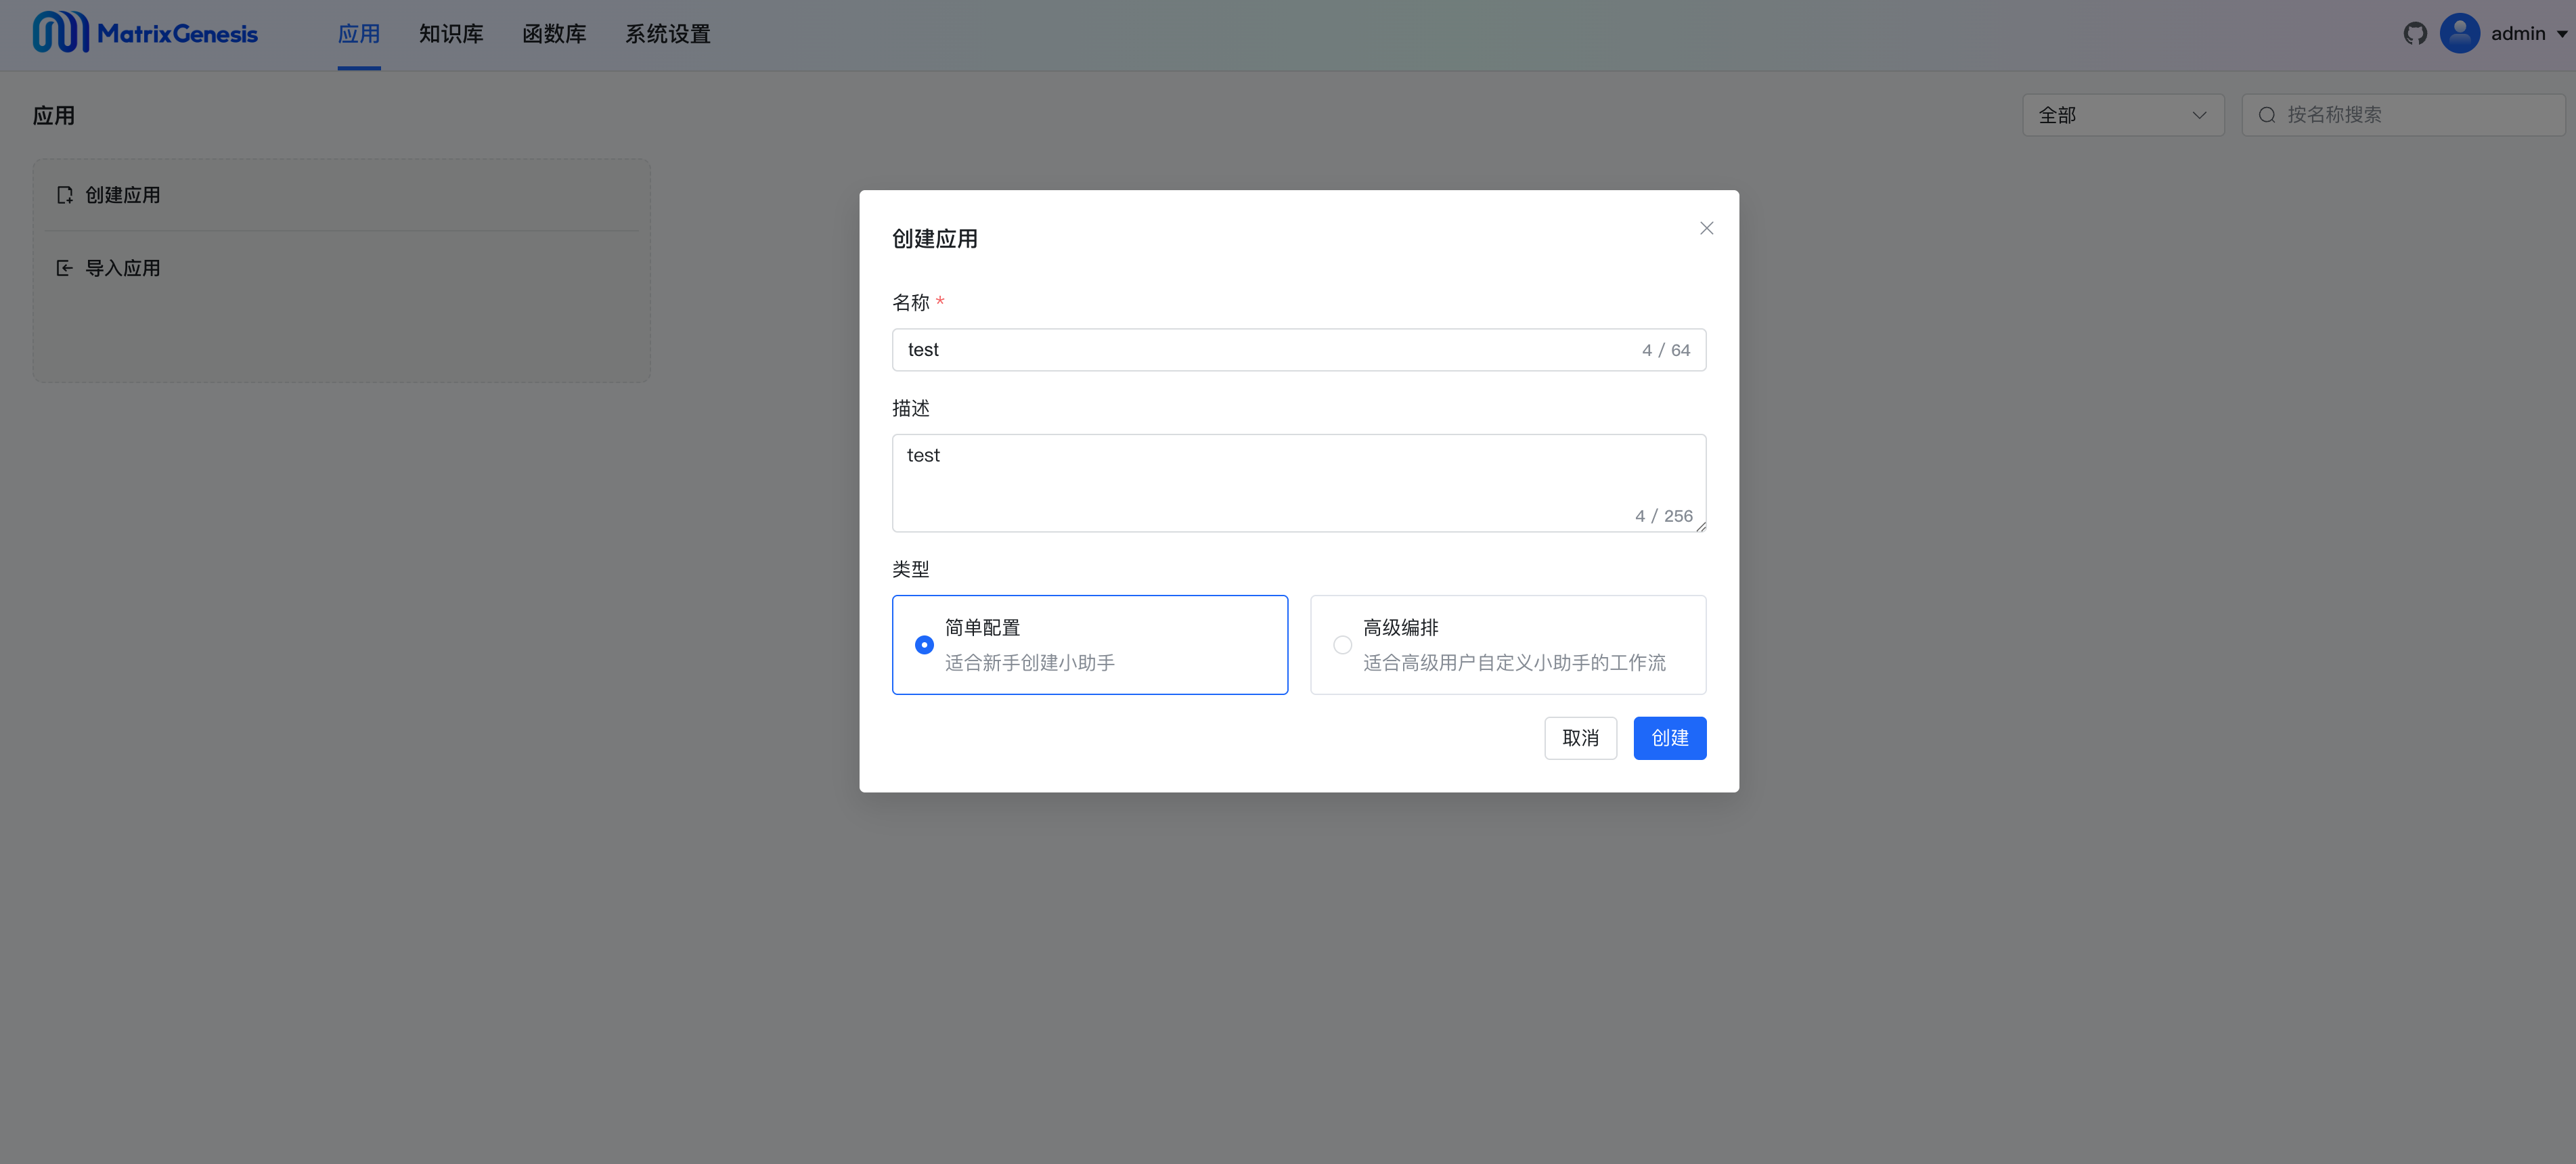 MatrixGenesis 应用 知识库 函数库 系统设置 admin
应用 全部 按名称搜索
创建应用
导入应用
创建应用
名称 *
test 4 / 64
描述
test
4 / 256
类型
简单配置 高级编排
适合新手创建小助手 适合高级用户自定义小助手的工作流
取消 创建